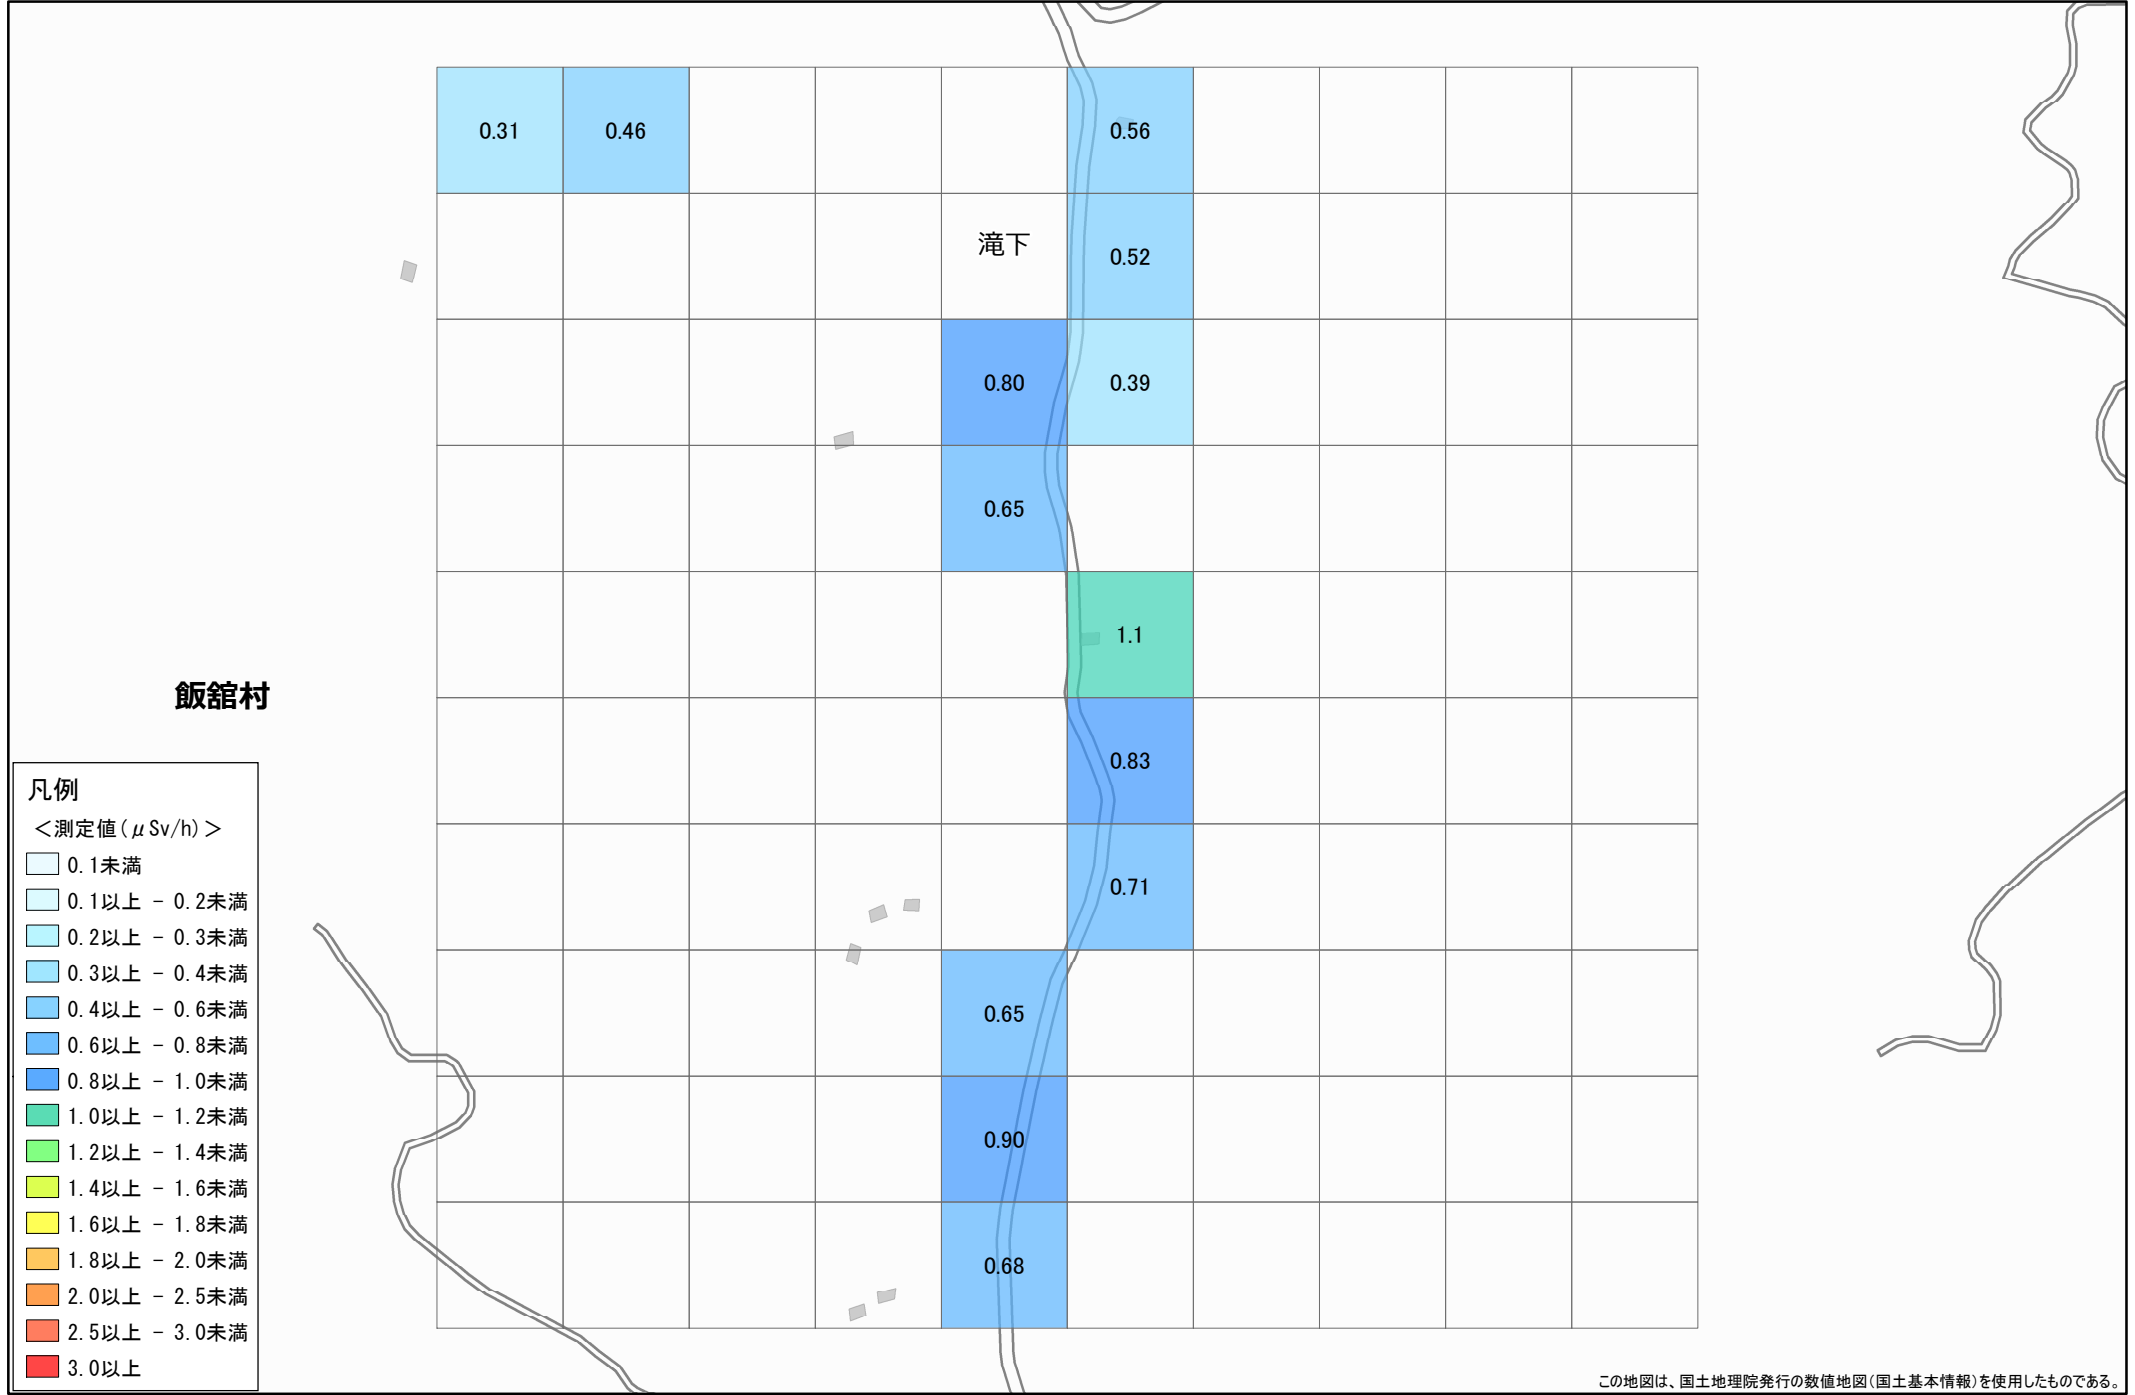 0.31 0.46 0.56
滝下 0.52
0.80 0.39
0.65
1.1
飯舘村
0.83
0.71
0.65
0.90
0.68
凡例
＜測定値(μSv/h)＞
0.1未満
0.1以上 - 0.2未満
0.2以上 - 0.3未満
0.3以上 - 0.4未満
0.4以上 - 0.6未満
0.6以上 - 0.8未満
0.8以上 - 1.0未満
1.0以上 - 1.2未満
1.2以上 - 1.4未満
1.4以上 - 1.6未満
1.6以上 - 1.8未満
1.8以上 - 2.0未満
2.0以上 - 2.5未満
2.5以上 - 3.0未満
3.0以上
この地図は、国土地理院発行の数値地図(国土基本情報)を使用したものである。